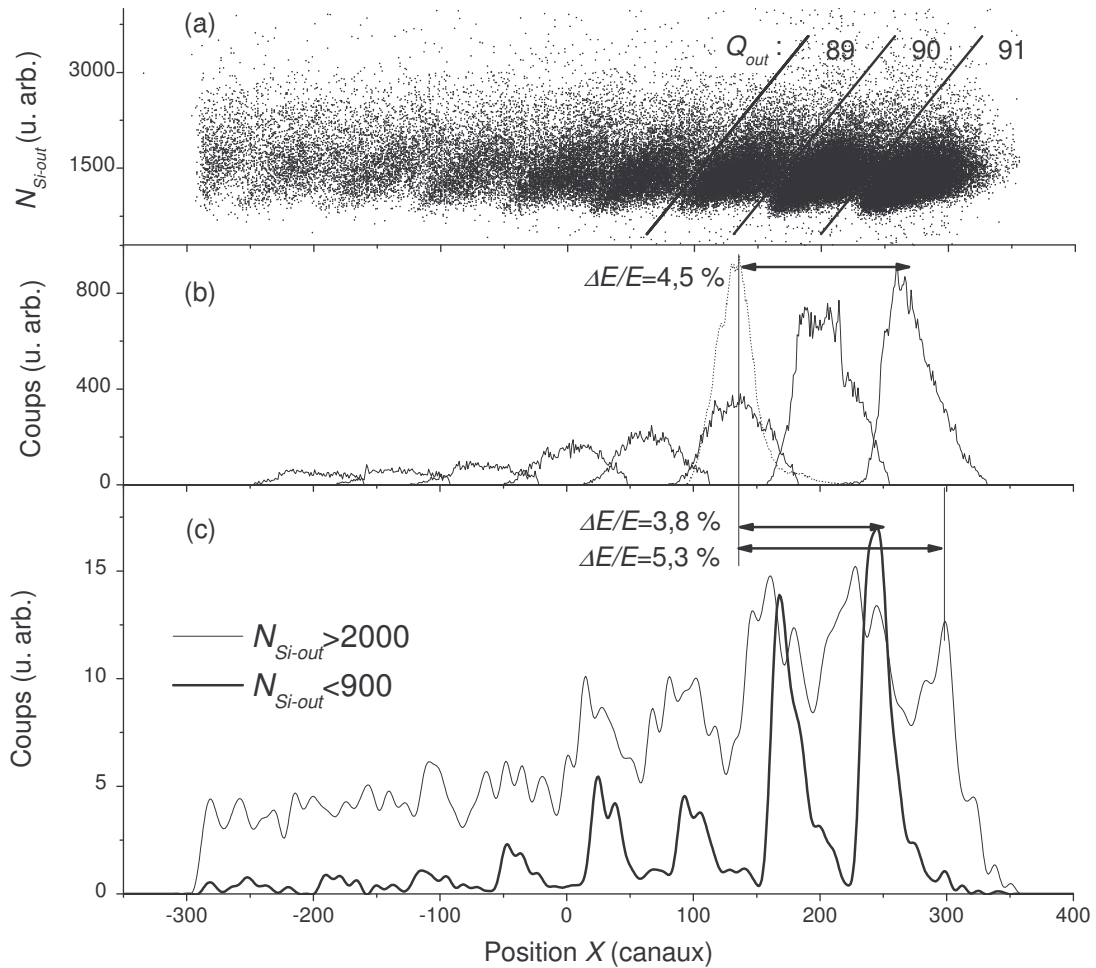 (a)
Q_out : 89 90 91
3000
1500
N_Si-out (u. arb.)
(b)
ΔE/E=4,5 %
800
400
0
Coups (u. arb.)
(c)
ΔE/E=3,8 %
ΔE/E=5,3 %
N_Si-out>2000
N_Si-out<900
15
10
5
0
Coups (u. arb.)
-300 -200 -100 0 100 200 300 400
Position X (canaux)